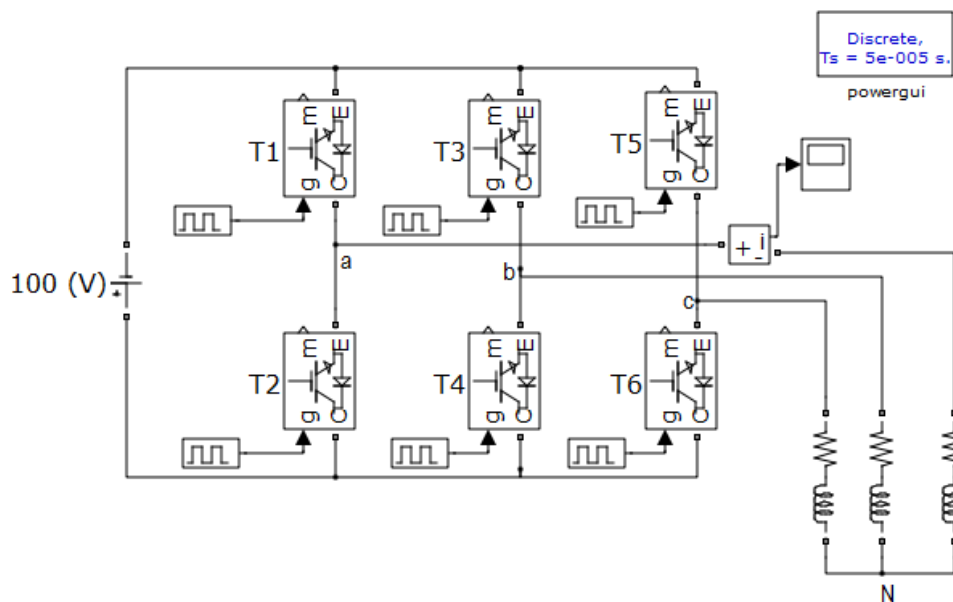 Discrete,
Ts = 5e-005 s.
powergui
m E
T1
g C
m E
T3
g C
m E
T5
g C
+ i
-
a
b
c
100 (V)
+
m E
T2
g C
m E
T4
g C
m E
T6
g C
N